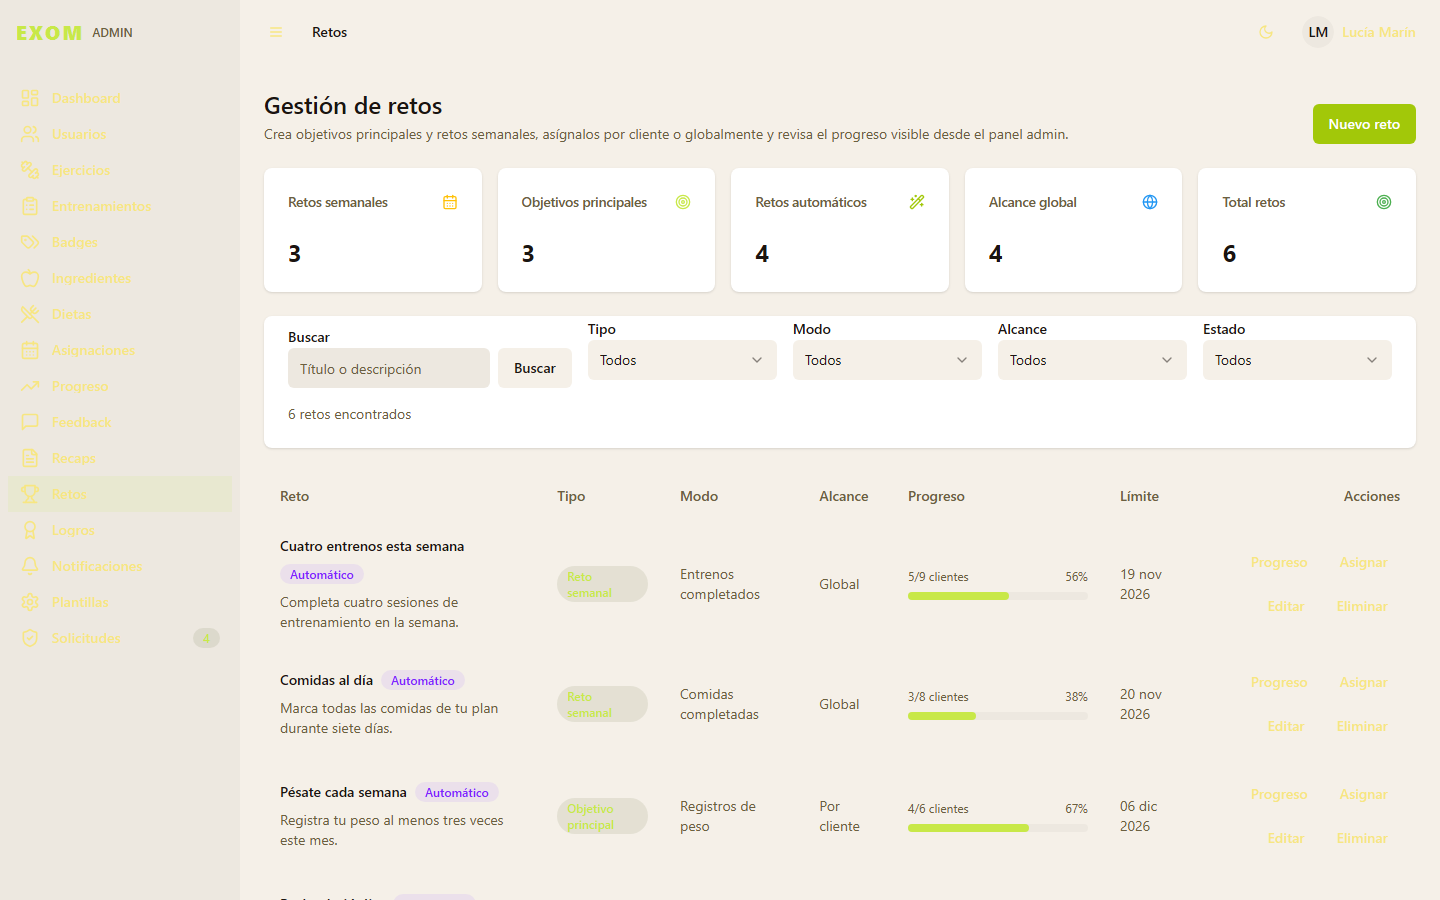 EXOM ADMIN
Retos
LM Lucía Marín
Dashboard
Usuarios
Ejercicios
Entrenamientos
Badges
Ingredientes
Dietas
Asignaciones
Progreso
Feedback
Recaps
Retos
Logros
Notificaciones
Plantillas
Solicitudes 4
Gestión de retos
Crea objetivos principales y retos semanales, asígnalos por cliente o globalmente y revisa el progreso visible desde el panel admin.
Nuevo reto
Retos semanales
3
Objetivos principales
3
Retos automáticos
4
Alcance global
4
Total retos
6
Buscar
Título o descripción
Buscar
Tipo
Todos
Modo
Todos
Alcance
Todos
Estado
Todos
6 retos encontrados
Reto Tipo Modo Alcance Progreso Límite Acciones
Cuatro entrenos esta semana
Automático
Completa cuatro sesiones de
entrenamiento en la semana.
Reto
semanal
Entrenos
completados
Global
5/9 clientes 56%
19 nov
2026
Progreso Asignar
Editar Eliminar
Comidas al día Automático
Marca todas las comidas de tu plan
durante siete días.
Reto
semanal
Comidas
completadas
Global
3/8 clientes 38%
20 nov
2026
Progreso Asignar
Editar Eliminar
Pésate cada semana Automático
Registra tu peso al menos tres veces
este mes.
Objetivo
principal
Registros de
peso
Por
cliente
4/6 clientes 67%
06 dic
2026
Progreso Asignar
Editar Eliminar